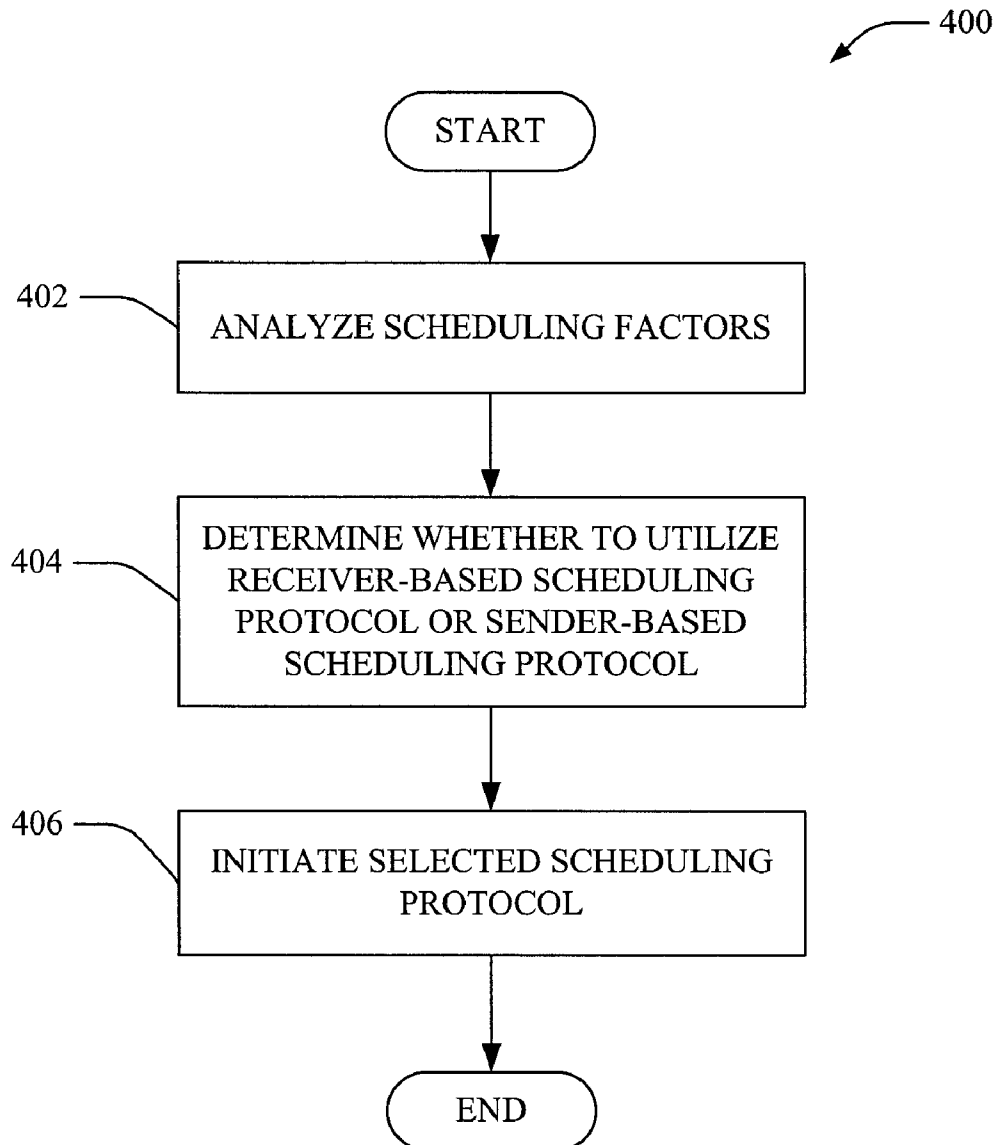 400
START
402
ANALYZE SCHEDULING FACTORS
404
DETERMINE WHETHER TO UTILIZE
RECEIVER-BASED SCHEDULING
PROTOCOL OR SENDER-BASED
SCHEDULING PROTOCOL
406
INITIATE SELECTED SCHEDULING
PROTOCOL
END